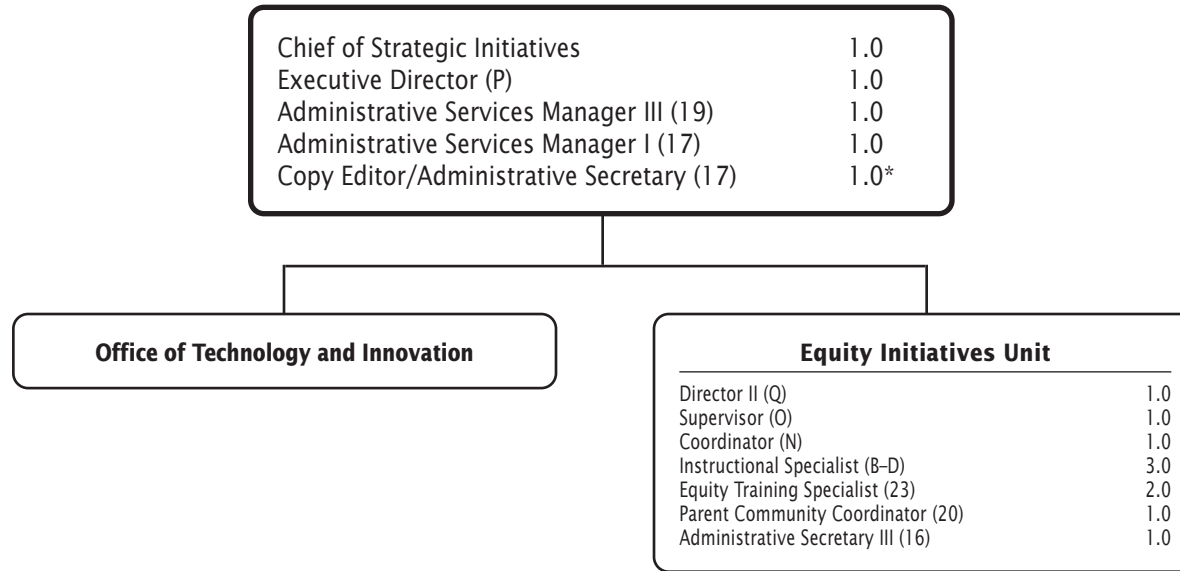 Chief of Strategic Initiatives 1.0
Executive Director (P) 1.0
Administrative Services Manager III (19) 1.0
Administrative Services Manager I (17) 1.0
Copy Editor/Administrative Secretary (17) 1.0*
Office of Technology and Innovation
Equity Initiatives Unit
Director II (Q) 1.0
Supervisor (O) 1.0
Coordinator (N) 1.0
Instructional Specialist (B–D) 3.0
Equity Training Specialist (23) 2.0
Parent Community Coordinator (20) 1.0
Administrative Secretary III (16) 1.0